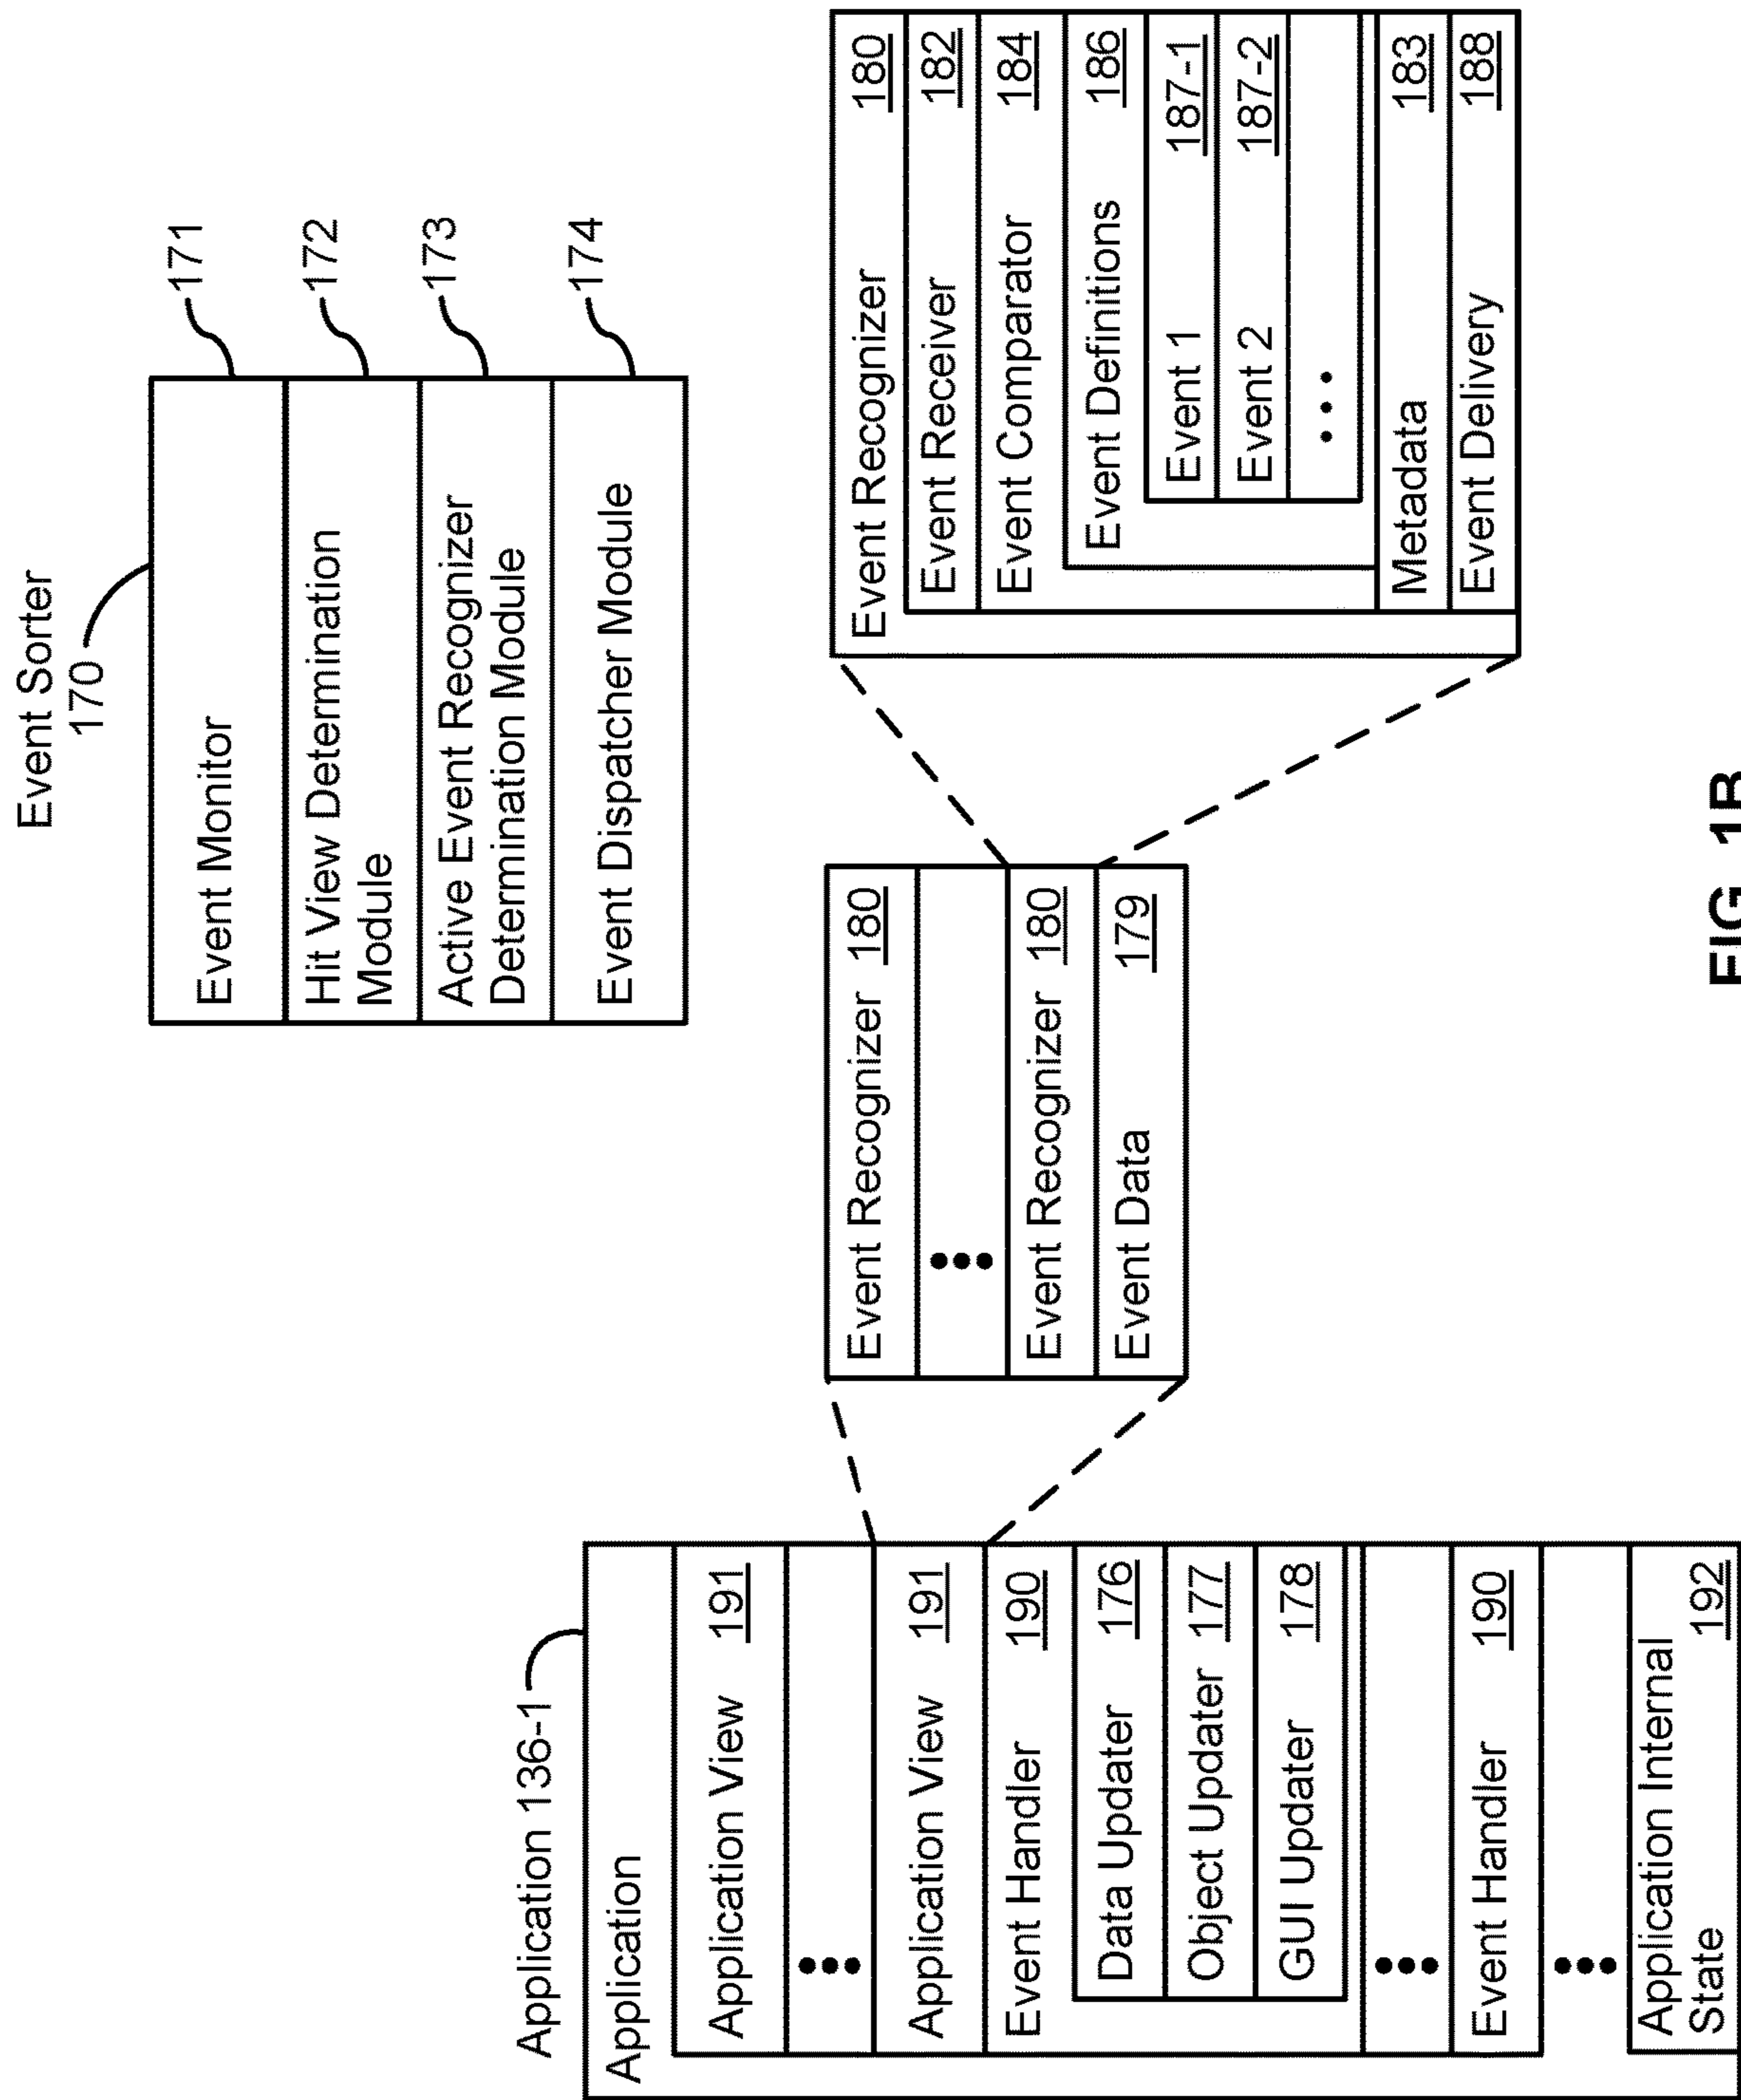 Event Sorter
170
Event Monitor
171
Hit View Determination
Module
172
Active Event Recognizer
Determination Module
173
Event Dispatcher Module
174
Application 136-1
Application
Application View 191
•••
Application View 191
Event Handler 190
Data Updater 176
Object Updater 177
GUI Updater 178
•••
Event Handler 190
•••
Application Internal
State 192
Event Recognizer 180
•••
Event Recognizer 180
Event Data 179
Event Recognizer 180
Event Receiver 182
Event Comparator 184
Event Definitions 186
Event 1 187-1
Event 2 187-2
•••
Metadata 183
Event Delivery 188
FIG. 1B